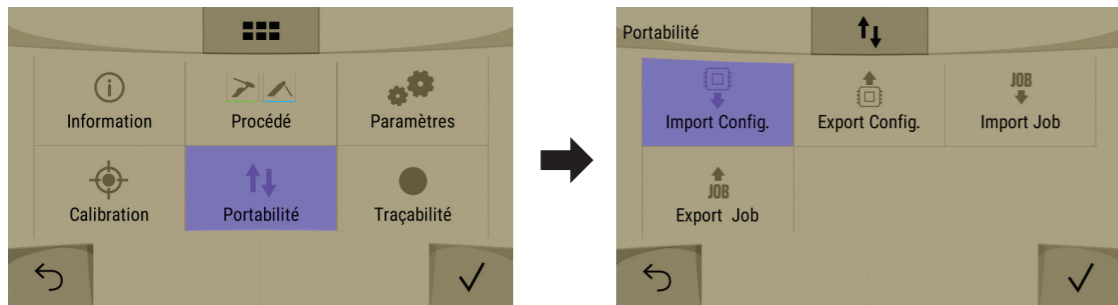 Information Procédé Paramètres
Calibration Portabilité Traçabilité
Portabilité
Import Config. Export Config. JOB Import Job
JOB Export Job